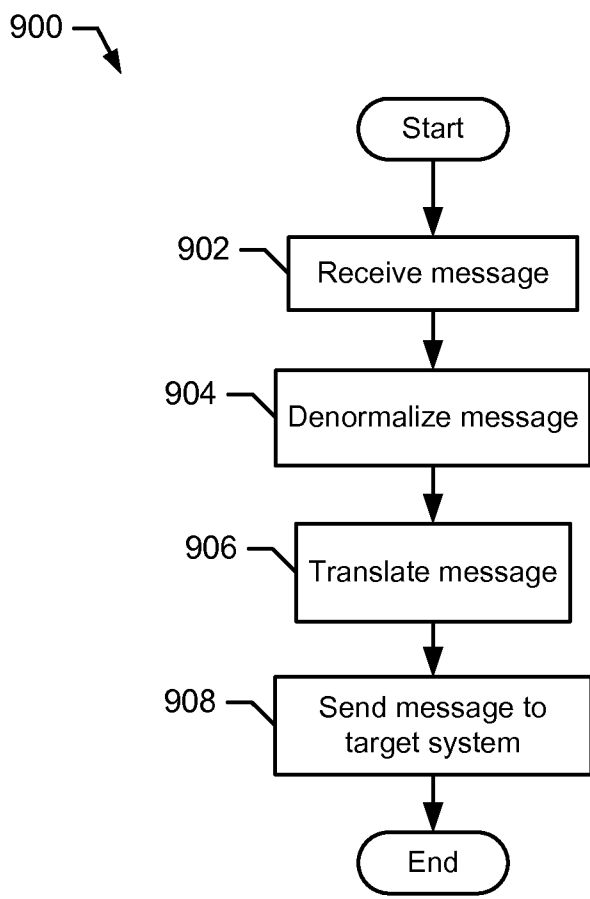 900
Start
902
Receive message
904
Denormalize message
906
Translate message
908
Send message to
target system
End